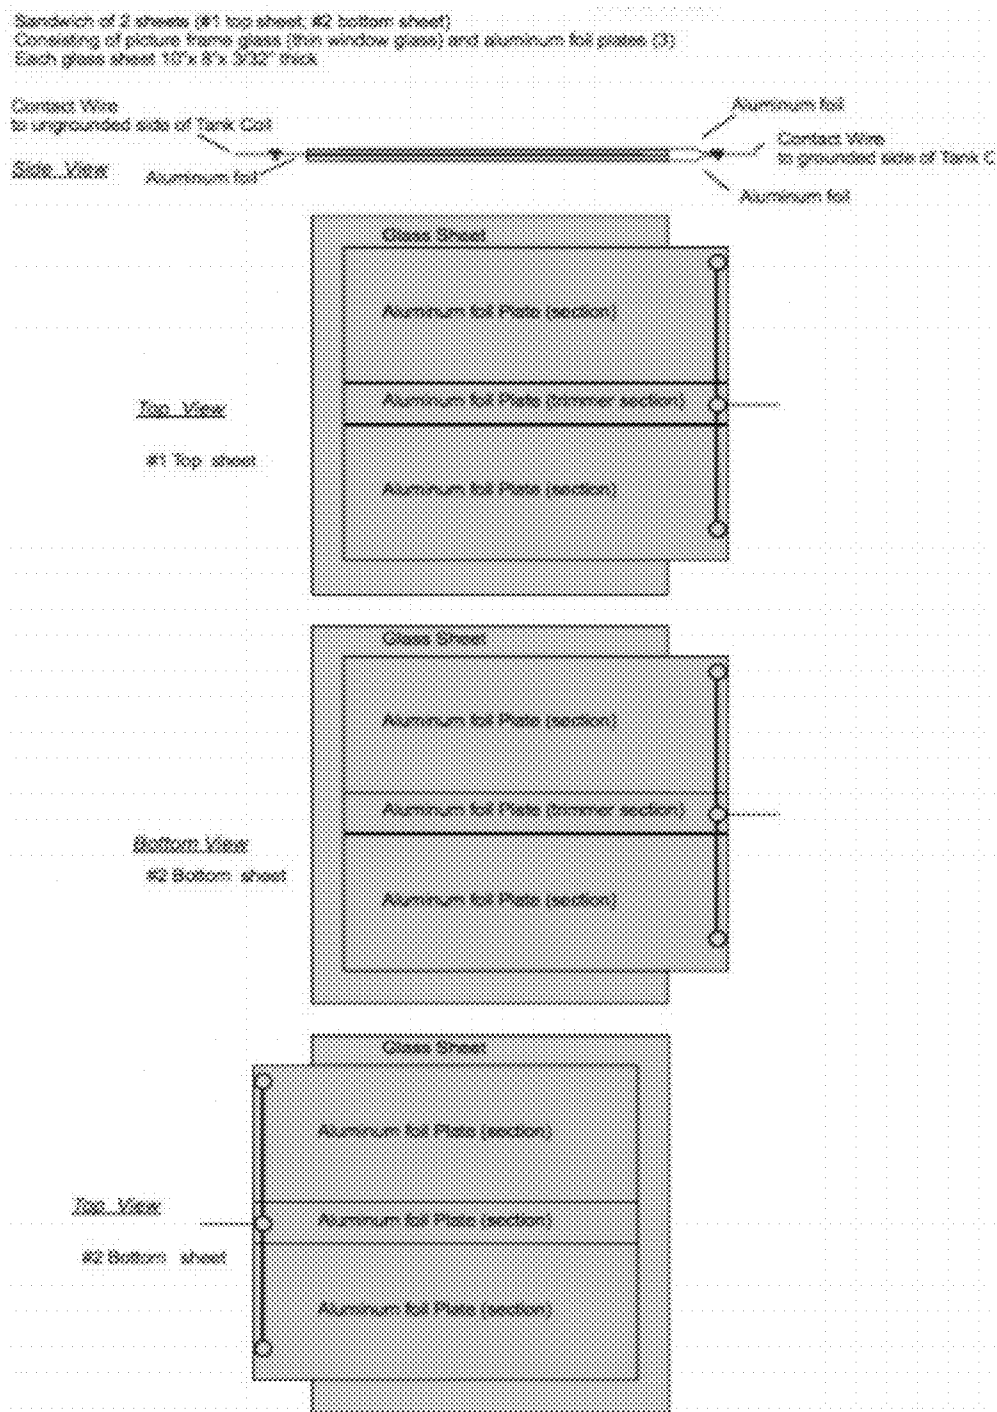 Sandwich of 2 sheets (#1 top sheet, #2 bottom sheet)
Consisting of picture frame glass (thin window glass) and aluminum foil plates (3)
Each glass sheet 10"x 8"x 3/32" thick
Contact Wire
to ungrounded side of Tank Coil
Aluminum foil
Contact Wire
to grounded side of Tank C
Side View
Aluminum foil
Aluminum foil
Glass Sheet
Aluminum foil Plate (section)
Aluminum foil Plate (trimmer section)
Top View
#1 Top sheet
Aluminum foil Plate (section)
Glass Sheet
Aluminum foil Plate (section)
Aluminum foil Plate (trimmer section)
Bottom View
#2 Bottom sheet
Aluminum foil Plate (section)
Glass Sheet
Aluminum foil Plate (section)
Top View
Aluminum foil Plate (section)
#2 Bottom sheet
Aluminum foil Plate (section)